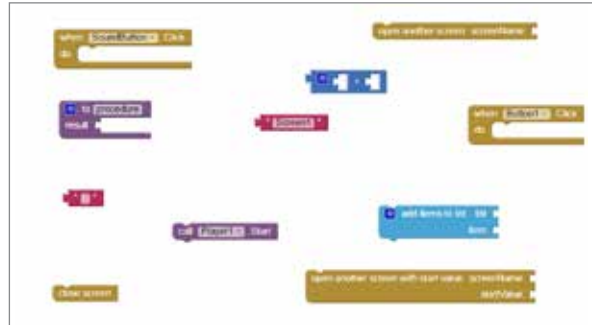 when SoundButton .Click
do
open another screen screenName
+
to procedure
result
" Screen1 "
when Button1 .Click
do
" "
call Player1 .Start
add items to list list
item
close screen
open another screen with start value screenName
startValue